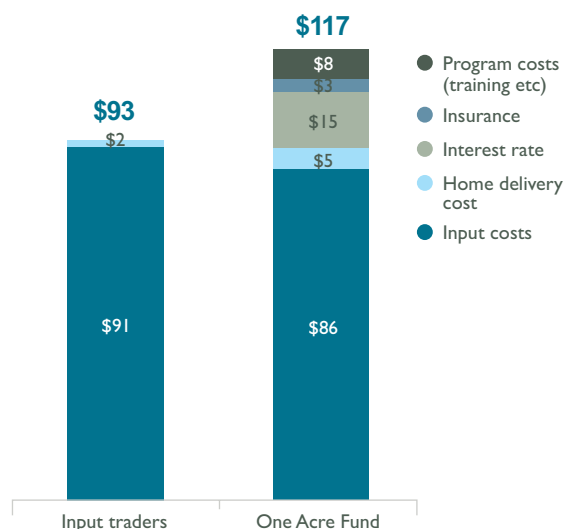 $117
$93
$8
$3
$15
$5
$2
$91
$86
Program costs
(training etc)
Insurance
Interest rate
Home delivery
cost
Input costs
Input traders
One Acre Fund